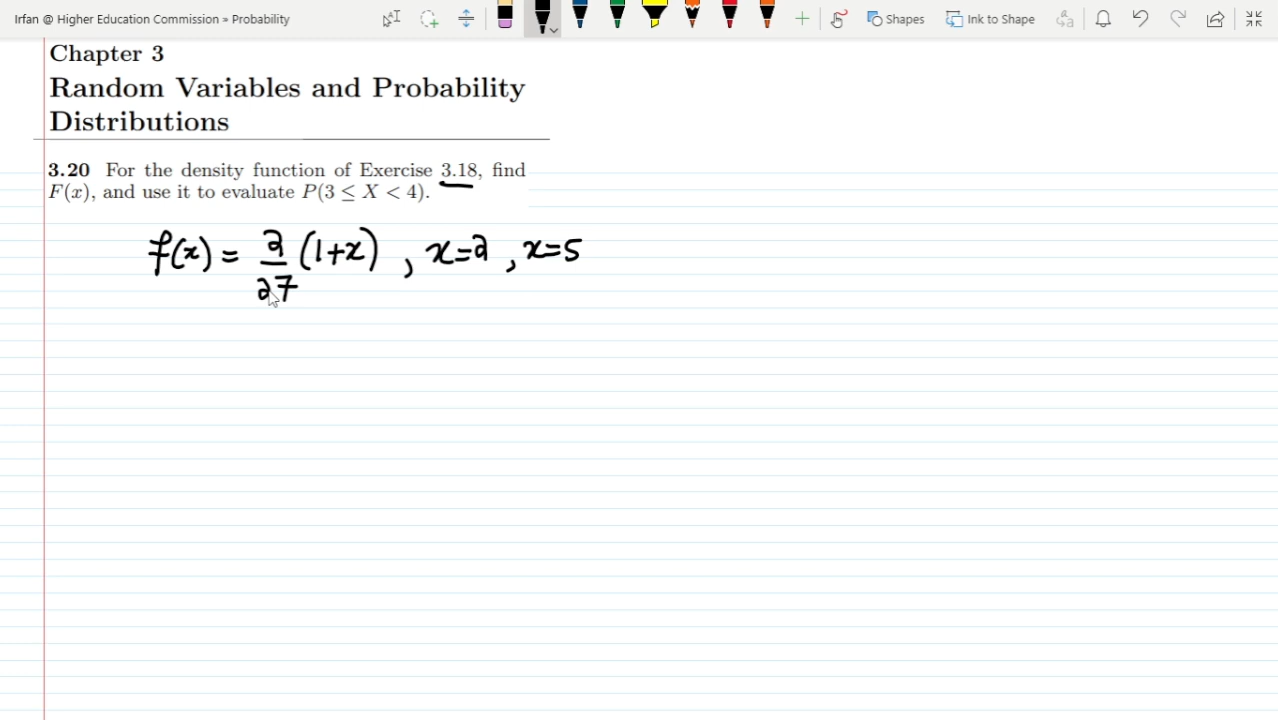 Irfan @ Higher Education Commission » Probability
Shapes
Ink to Shape
Chapter 3
Random Variables and Probability
Distributions
3.20 For the density function of Exercise 3.18, find
F(x), and use it to evaluate P(3 ≤ X < 4).
f(x) = 2/27 (1+x) , x=2 , x=5